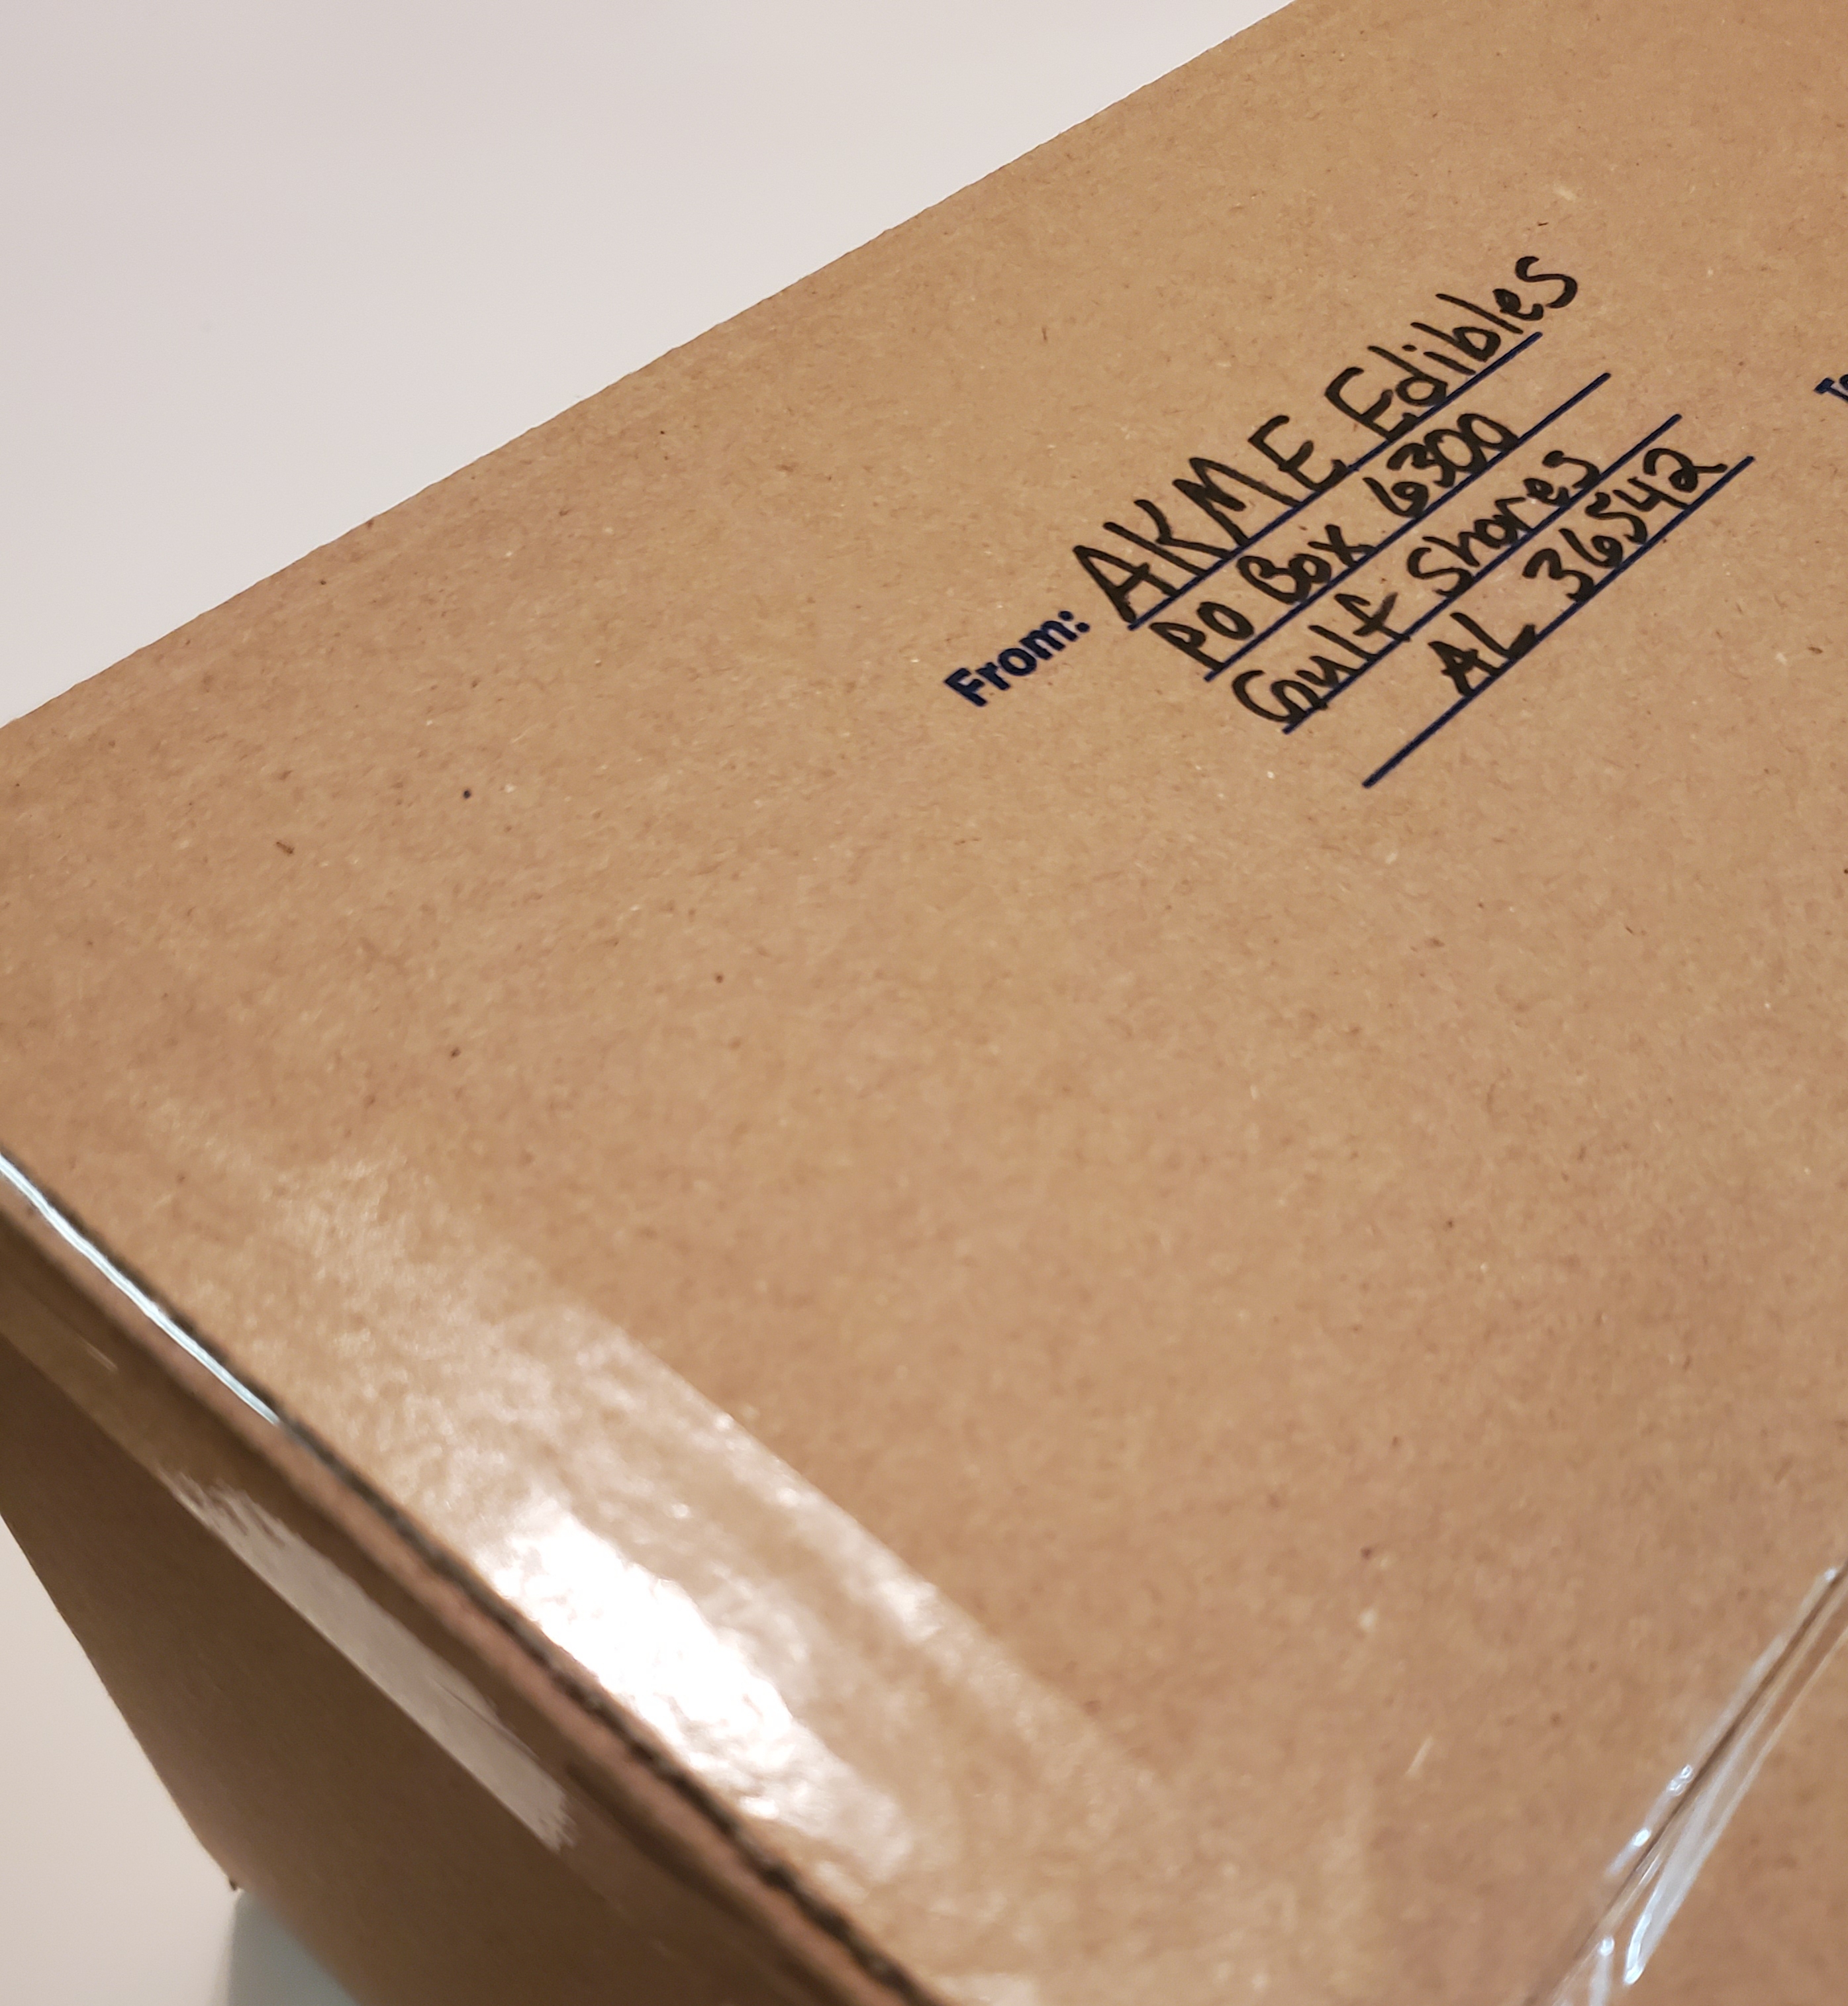 From: AKME Edibles
PO Box 6300
Gulf Shores
AL 36542